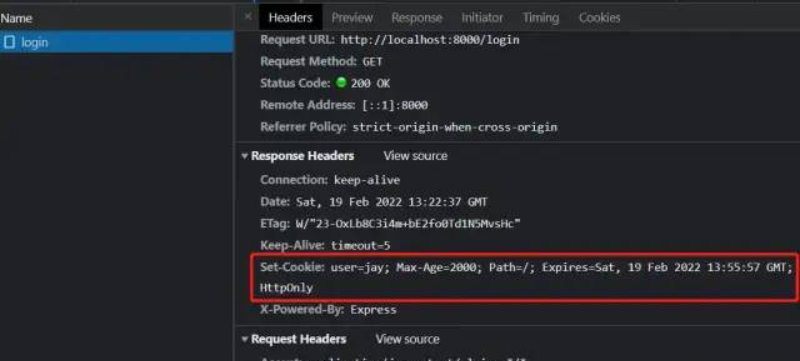 Name
× Headers Preview Response Initiator Timing Cookies
login
Request URL: http://localhost:8000/login
Request Method: GET
Status Code: 200 OK
Remote Address: [::1]:8000
Referrer Policy: strict-origin-when-cross-origin
Response Headers View source
Connection: keep-alive
Date: Sat, 19 Feb 2022 13:22:37 GMT
ETag: W/"23-OxLb8C3i4m+bE2fo0Td1N5MvsHc"
Keep-Alive: timeout=5
Set-Cookie: user=jay; Max-Age=2000; Path=/; Expires=Sat, 19 Feb 2022 13:55:57 GMT;
HttpOnly
X-Powered-By: Express
Request Headers View source